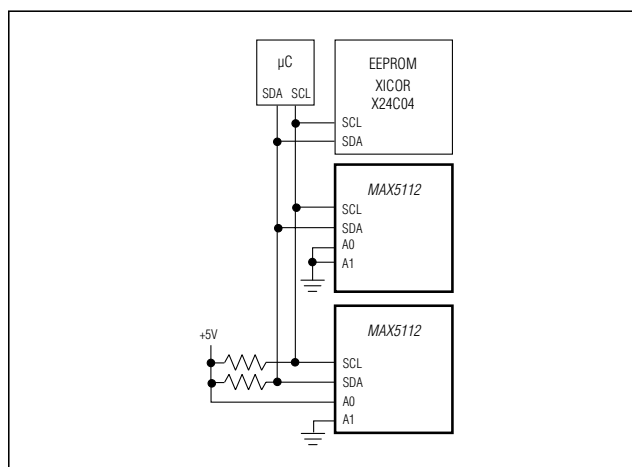 µC
SDA SCL
EEPROM
XICOR
X24C04
SCL
SDA
MAX5112
SCL
SDA
A0
A1
MAX5112
+5V
SCL
SDA
A0
A1